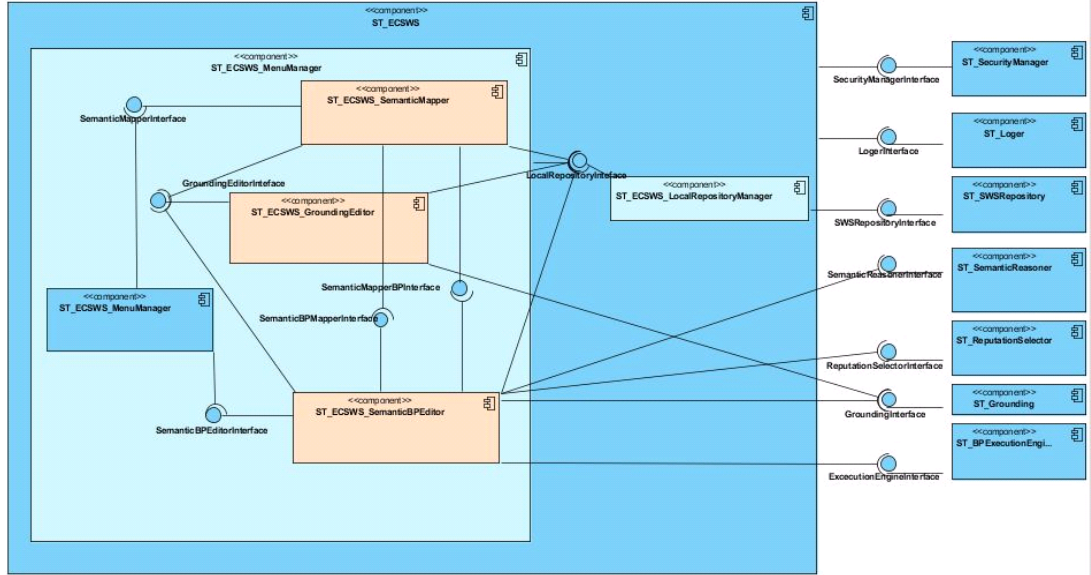 <<component>>
ST_ECSWS
<<component>>
ST_ECSWS_MenuManager
<<component>>
ST_ECSWS_SemanticMapper
SemanticMapperInterface
GroundingEditorInteface
<<component>>
ST_ECSWS_GroundingEditor
LocalRepositoryInteface
<<component>>
ST_ECSWS_LocalRepositoryManager
SemanticMapperBPInterface
<<component>>
ST_ECSWS_MenuManager
SemanticBPMapperInterface
<<component>>
ST_ECSWS_SemanticBPEditor
SemanticBPEditorInterface
SecurityManagerInterface
<<component>>
ST_SecurityManager
LogerInterface
<<component>>
ST_Loger
SWSRepositoryInterface
<<component>>
ST_SWSRepository
SemanticReasonerInterface
<<component>>
ST_SemanticReasoner
ReputationSelectorInterface
<<component>>
ST_ReputationSelector
GroundingInterface
<<component>>
ST_Grounding
ExcecutionEngineInterface
<<component>>
ST_BPExecutionEngi...